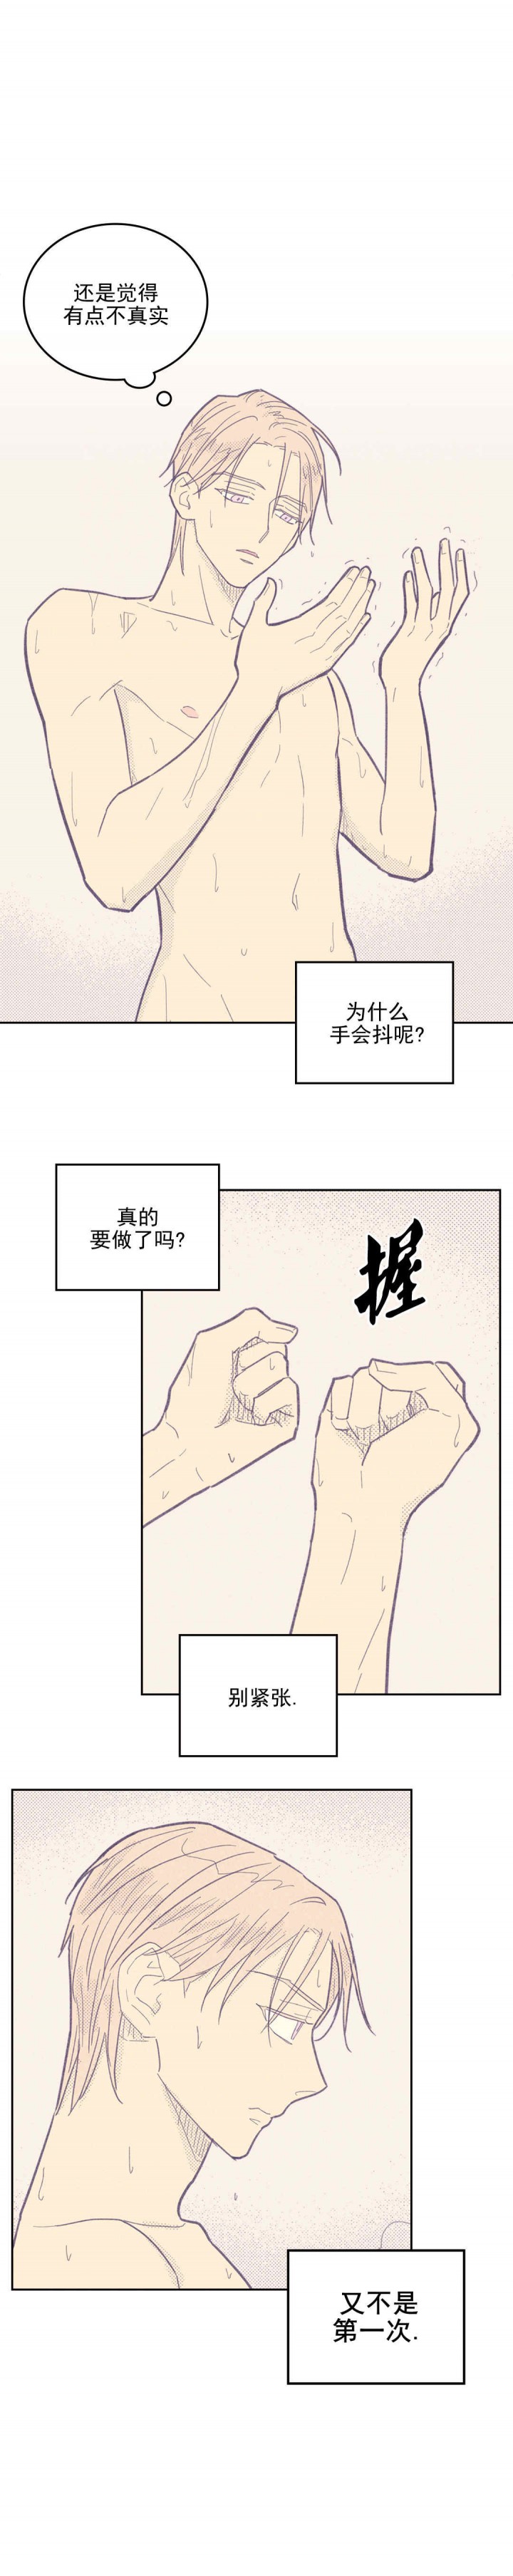 还是觉得
有点不真实
为什么
手会抖呢?
真的
要做了吗?
握
别紧张.
又不是
第一次.